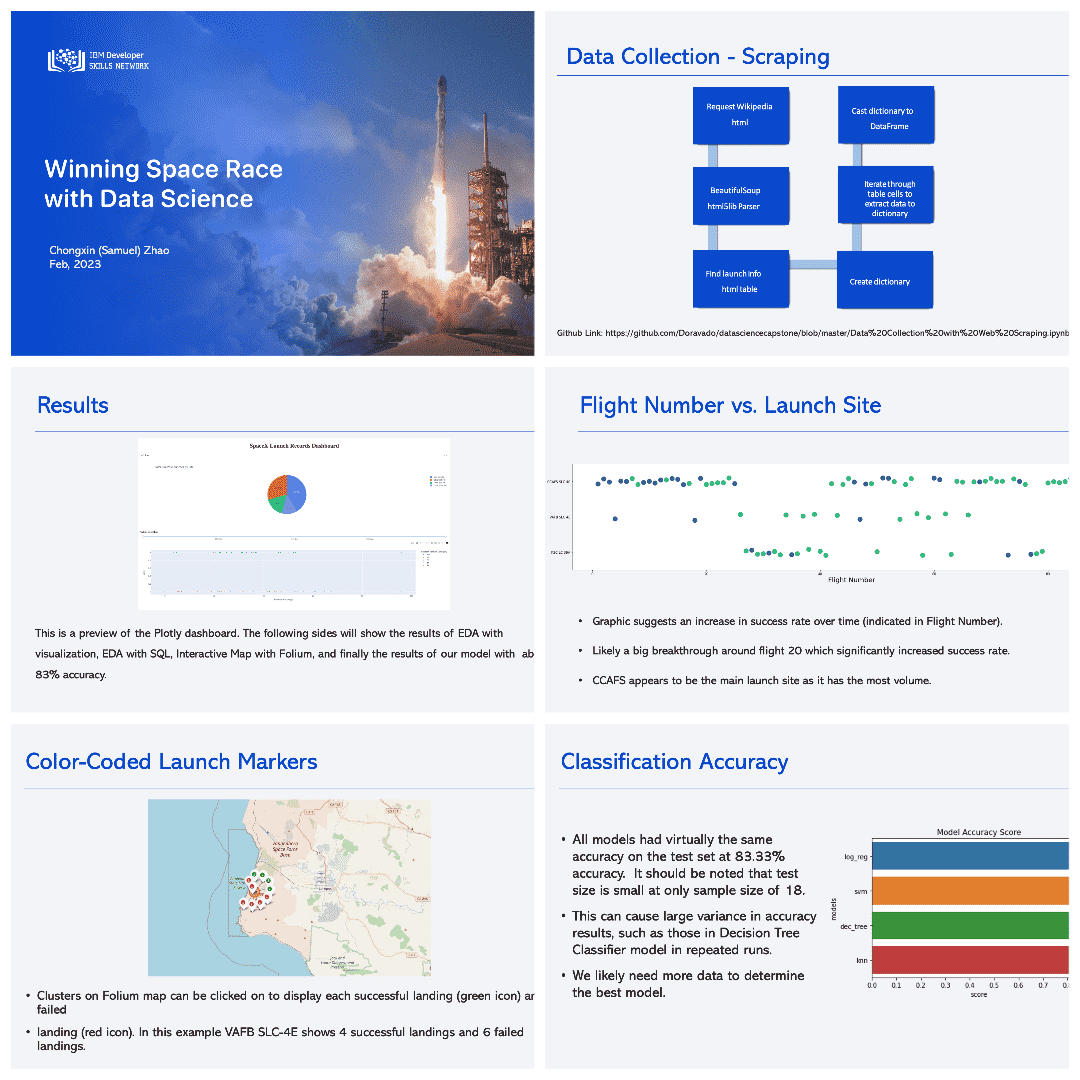 IBM Developer
SKILLS NETWORK
Winning Space Race
with Data Science
Chongxin (Samuel) Zhao
Feb, 2023
Data Collection - Scraping
Request Wikipedia
html
BeautifulSoup
html5lib Parser
Find launch info
html table
Cast dictionary to
DataFrame
Iterate through
table cells to
extract data to
dictionary
Create dictionary
Github Link: https://github.com/Doravado/datasciencecapstone/blob/master/Data%20Collection%20with%20Web%20Scraping.ipynb
Results
SpaceX Launch Records Dashboard
This is a preview of the Plotly dashboard. The following sides will show the results of EDA with
visualization, EDA with SQL, Interactive Map with Folium, and finally the results of our model with ab
83% accuracy.
Flight Number vs. Launch Site
VAFB SLC 4E
Flight Number
• Graphic suggests an increase in success rate over time (indicated in Flight Number).
• Likely a big breakthrough around flight 20 which significantly increased success rate.
• CCAFS appears to be the main launch site as it has the most volume.
Color-Coded Launch Markers
Vandenberg
Space Force
Base
• Clusters on Folium map can be clicked on to display each successful landing (green icon) an
failed
• landing (red icon). In this example VAFB SLC-4E shows 4 successful landings and 6 failed
landings.
Classification Accuracy
• All models had virtually the same
accuracy on the test set at 83.33%
accuracy. It should be noted that test
size is small at only sample size of 18.
• This can cause large variance in accuracy
results, such as those in Decision Tree
Classifier model in repeated runs.
• We likely need more data to determine
the best model.
Model Accuracy Score
log_reg
svm
dec_tree
knn
models
0.0 0.1 0.2 0.3 0.4 0.5 0.6 0.7
score